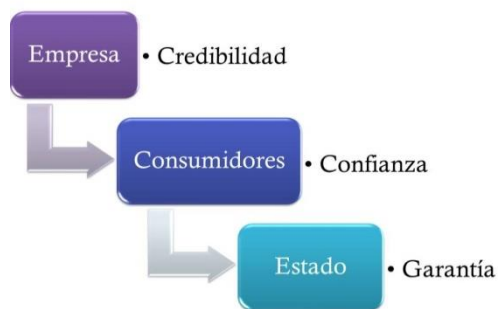 Empresa • Credibilidad
Consumidores • Confianza
Estado • Garantía